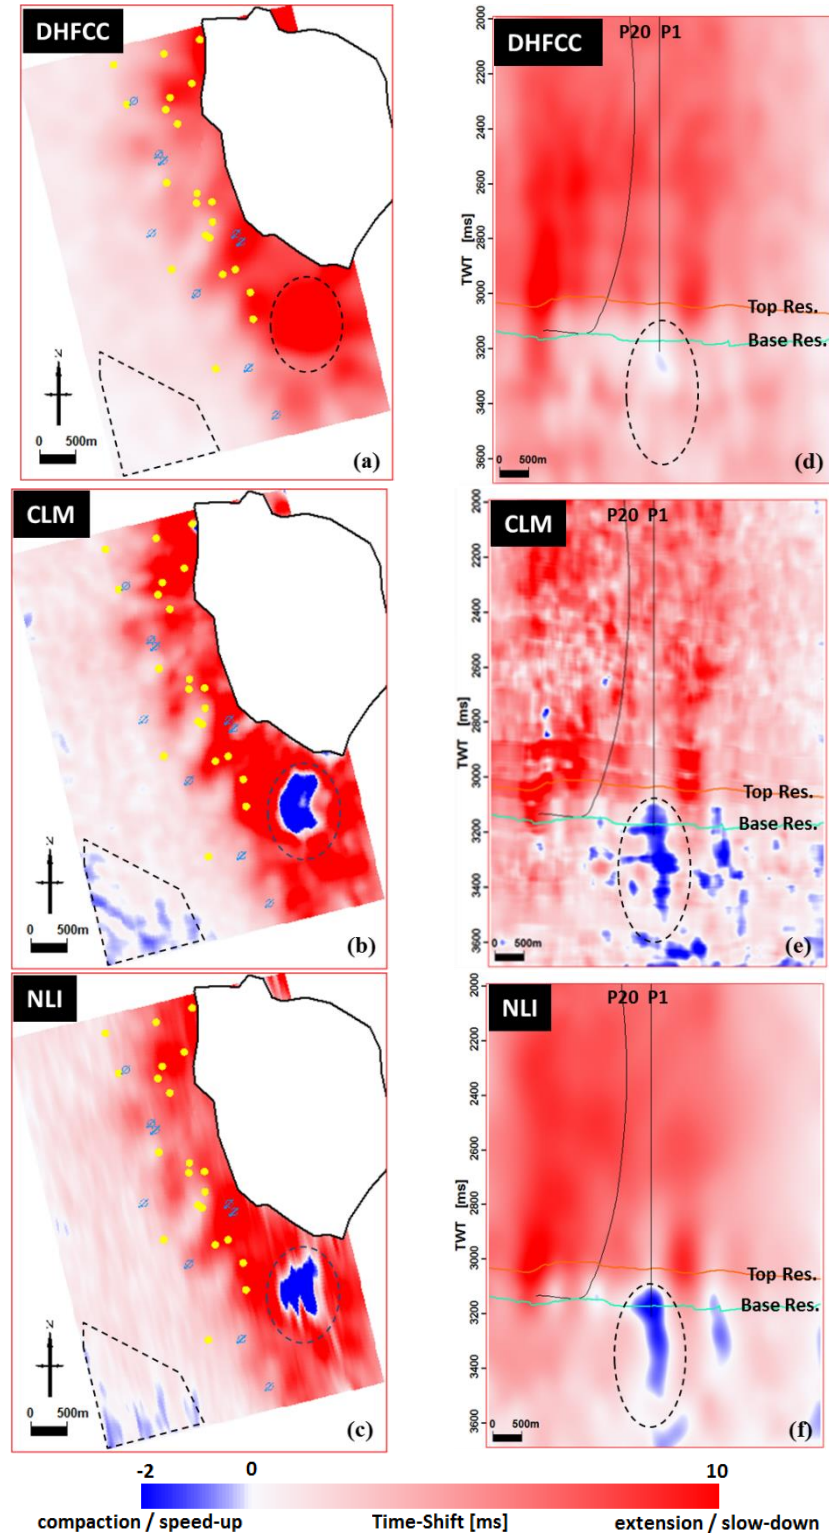 DHFCC
N
0 500m
(a)
DHFCC
P20 P1
2000
2200
2400
2600
TWT [ms]
2800
3000
3200
3400
3600
Top Res.
Base Res.
0 500m
(d)
CLM
N
0 500m
(b)
CLM
P20 P1
2000
2200
2400
2600
TWT [ms]
2800
3000
3200
3400
3600
Top Res.
Base Res.
0 500m
(e)
NLI
N
0 500m
(c)
NLI
P20 P1
2000
2200
2400
2600
TWT [ms]
2800
3000
3200
3400
3600
Top Res.
Base Res.
0 500m
(f)
-2 0 10
compaction / speed-up Time-Shift [ms] extension / slow-down